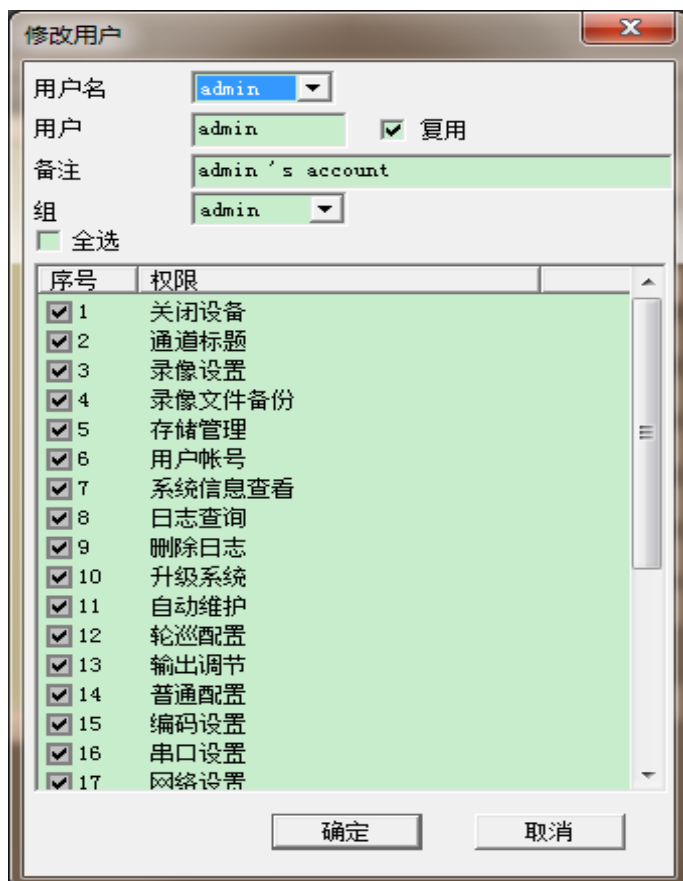 修改用户
用户名 admin
用户 admin 复用
备注 admin 's account
组 admin
全选
序号 权限
1 关闭设备
2 通道标题
3 录像设置
4 录像文件备份
5 存储管理
6 用户帐号
7 系统信息查看
8 日志查询
9 删除日志
10 升级系统
11 自动维护
12 轮巡配置
13 输出调节
14 普通配置
15 编码设置
16 串口设置
17 网络设置
确定 取消